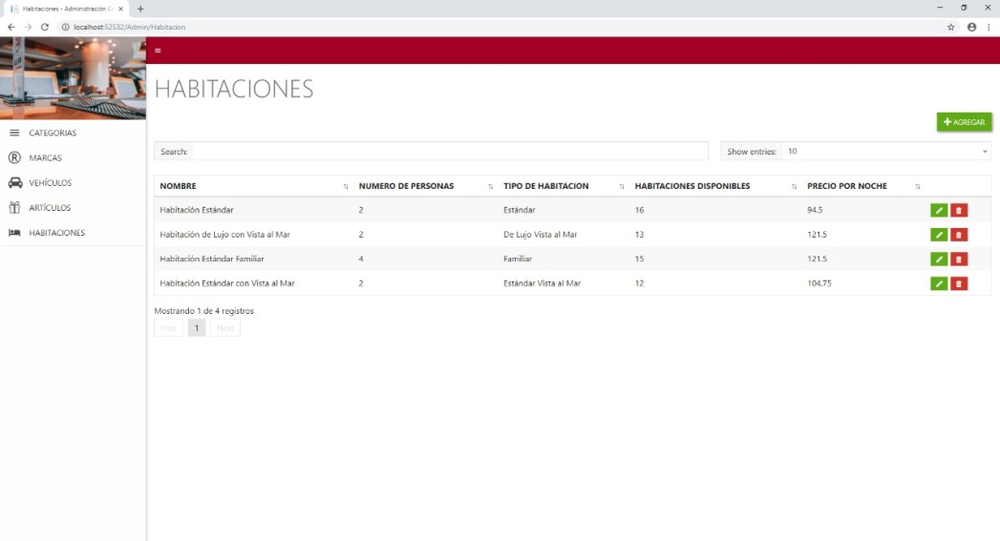 Habitaciones - Administración C
localhost:52532/Admin/Habitacion
HABITACIONES
AGREGAR
CATEGORIAS
MARCAS
VEHÍCULOS
ARTÍCULOS
HABITACIONES
Search:
Show entries: 10
NOMBRE NUMERO DE PERSONAS TIPO DE HABITACION HABITACIONES DISPONIBLES PRECIO POR NOCHE
Habitación Estándar 2 Estándar 16 94.5
Habitación de Lujo con Vista al Mar 2 De Lujo Vista al Mar 13 121.5
Habitación Estándar Familiar 4 Familiar 15 121.5
Habitación Estándar con Vista al Mar 2 Estándar Vista al Mar 12 104.75
Mostrando 1 de 4 registros
Prev 1 Next